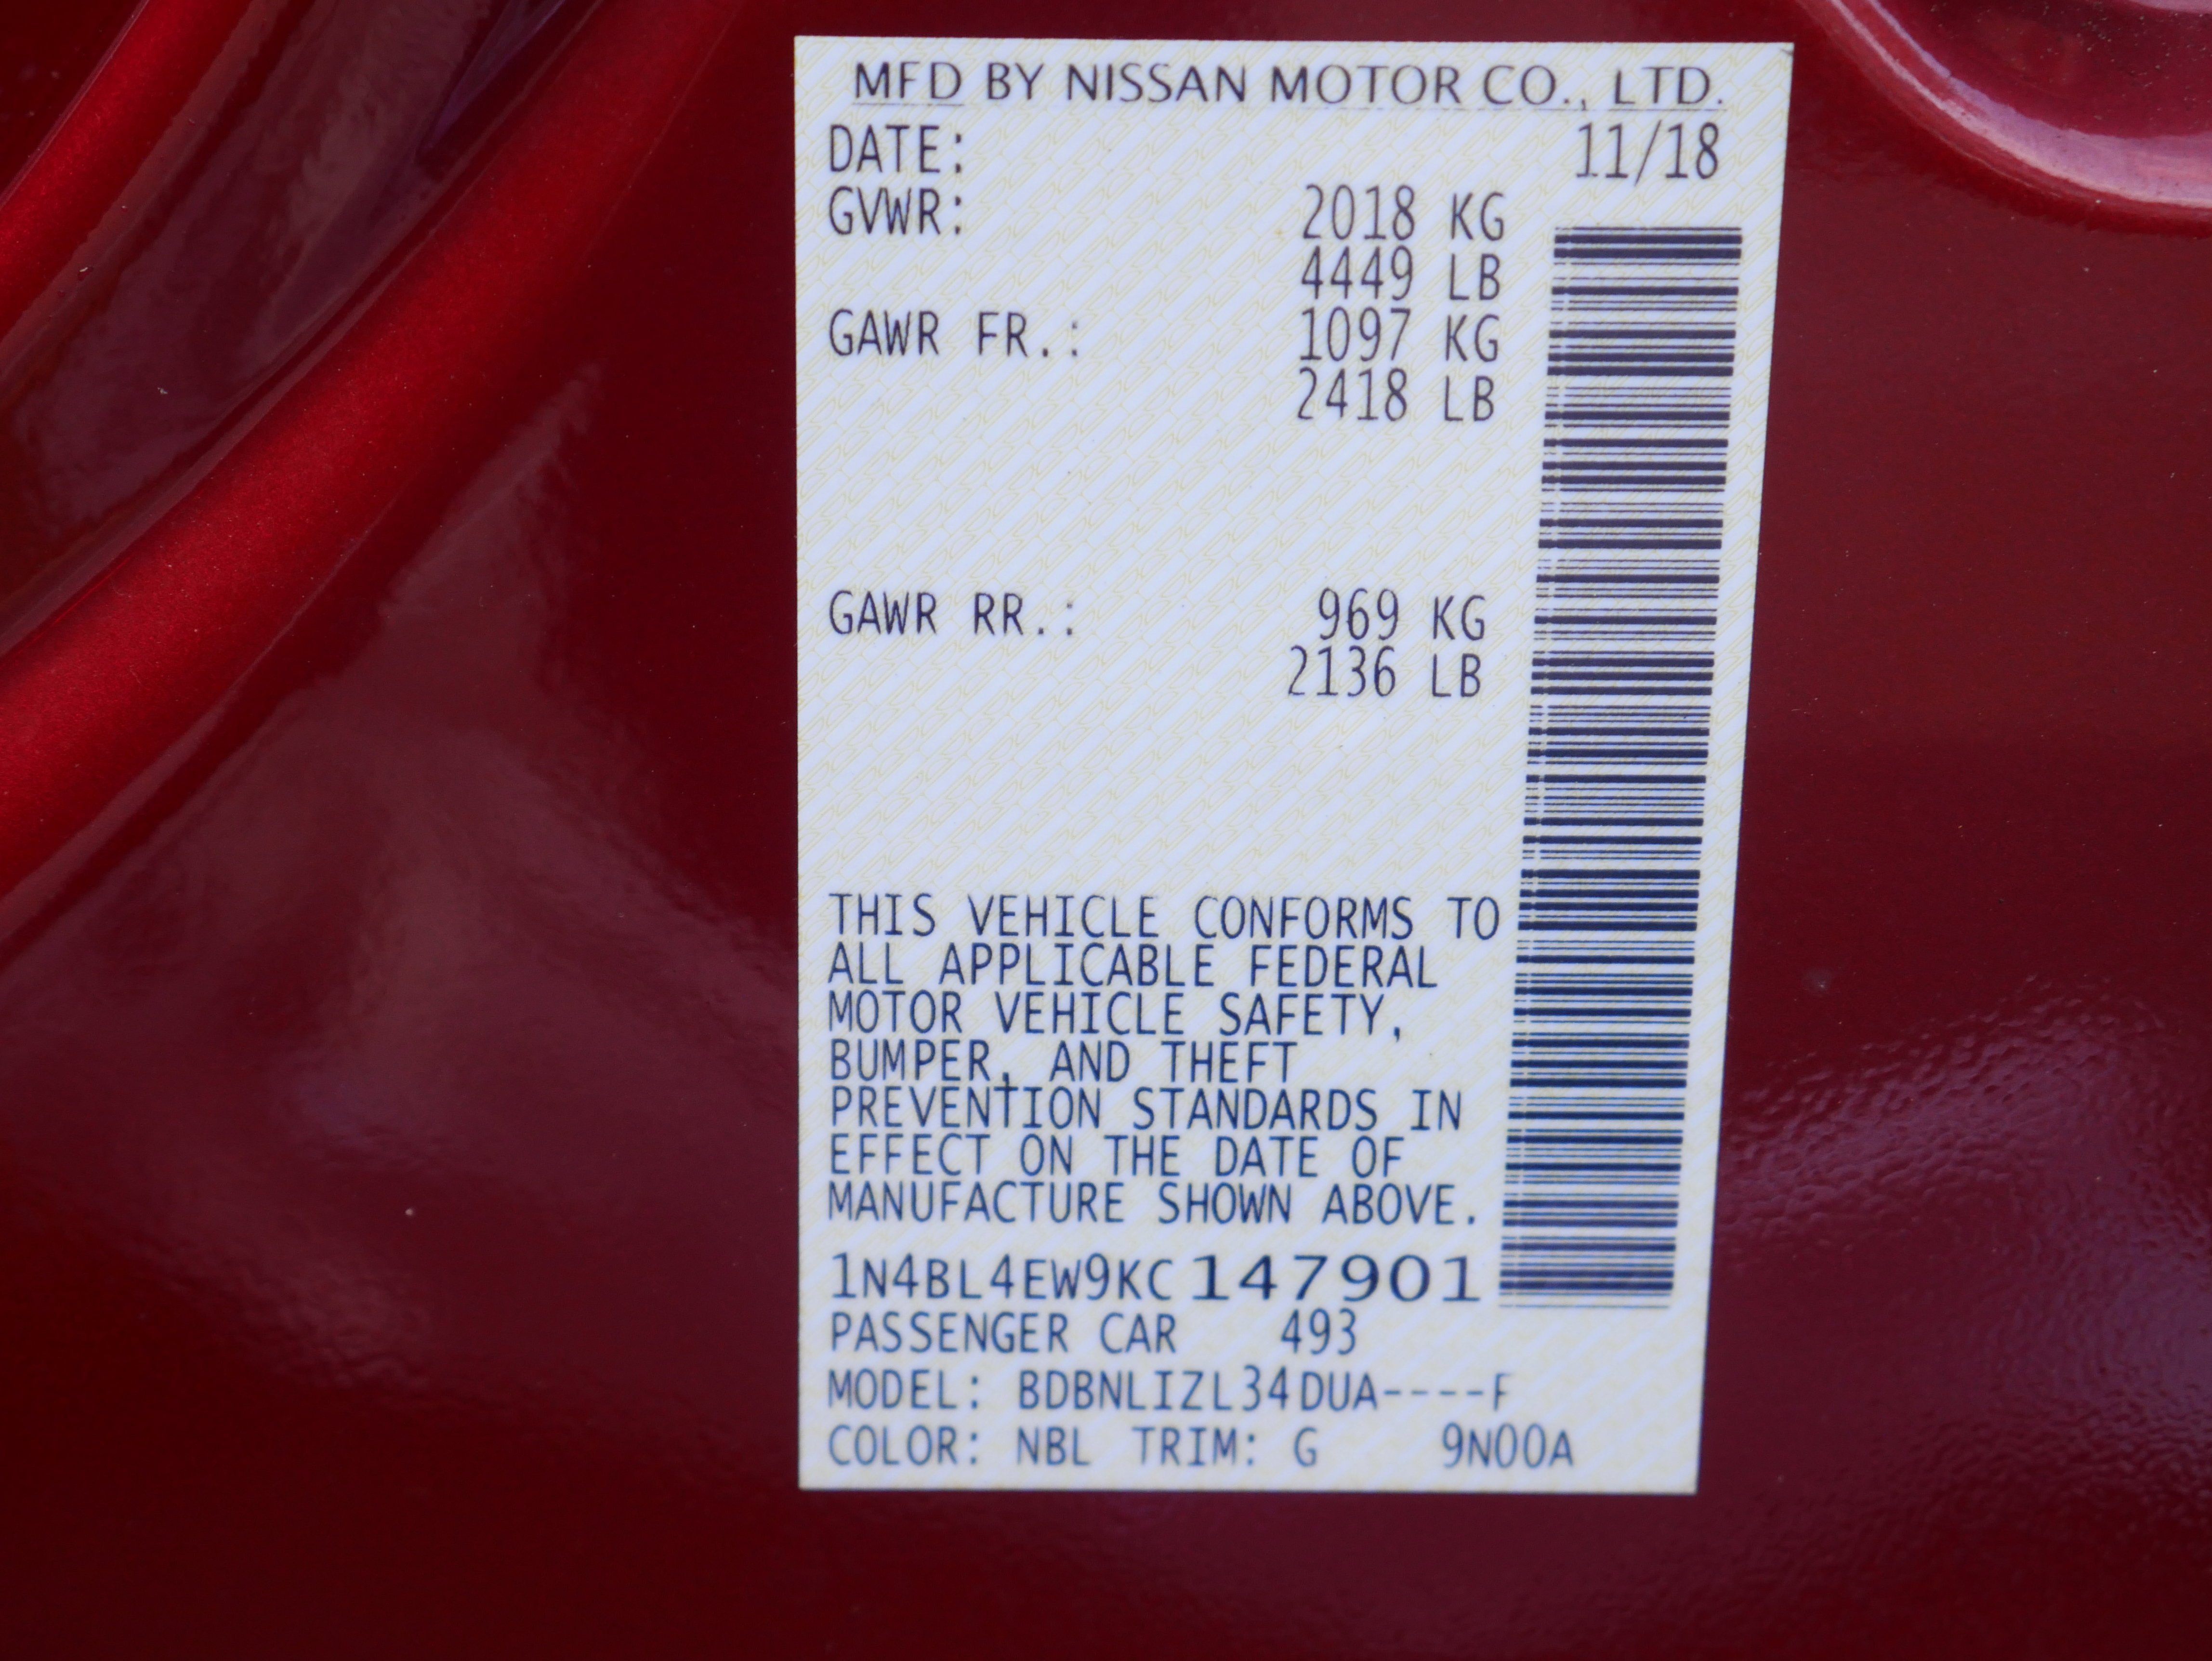 MFD BY NISSAN MOTOR CO., LTD.
DATE: 11/18
GVWR: 2018 KG
4449 LB
GAWR FR.: 1097 KG
2418 LB
GAWR RR.: 969 KG
2136 LB
THIS VEHICLE CONFORMS TO
ALL APPLICABLE FEDERAL
MOTOR VEHICLE SAFETY,
BUMPER, AND THEFT
PREVENTION STANDARDS IN
EFFECT ON THE DATE OF
MANUFACTURE SHOWN ABOVE.
1N4BL4EW9KC147901
PASSENGER CAR 493
MODEL: BDBNLIZL34DUA----F
COLOR: NBL TRIM: G 9N00A